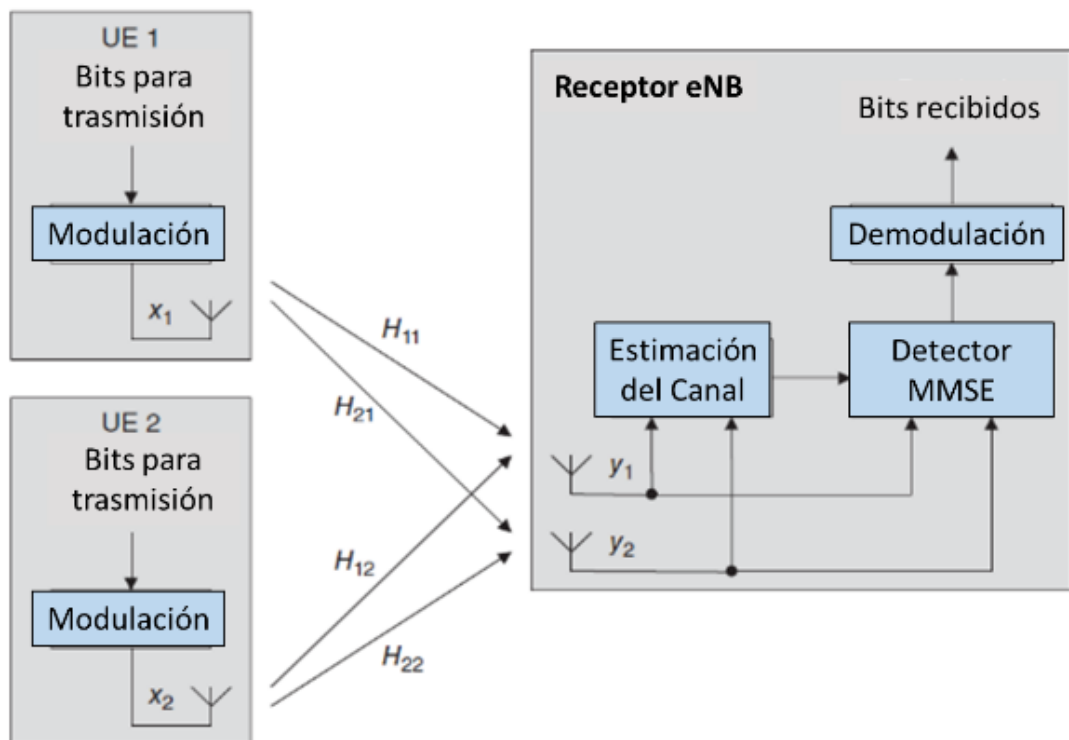 UE 1
Bits para
trasmisión
Modulación
x1
UE 2
Bits para
trasmisión
Modulación
x2
H11
H21
H12
H22
Receptor eNB
Bits recibidos
Demodulación
Estimación
del Canal
Detector
MMSE
y1
y2